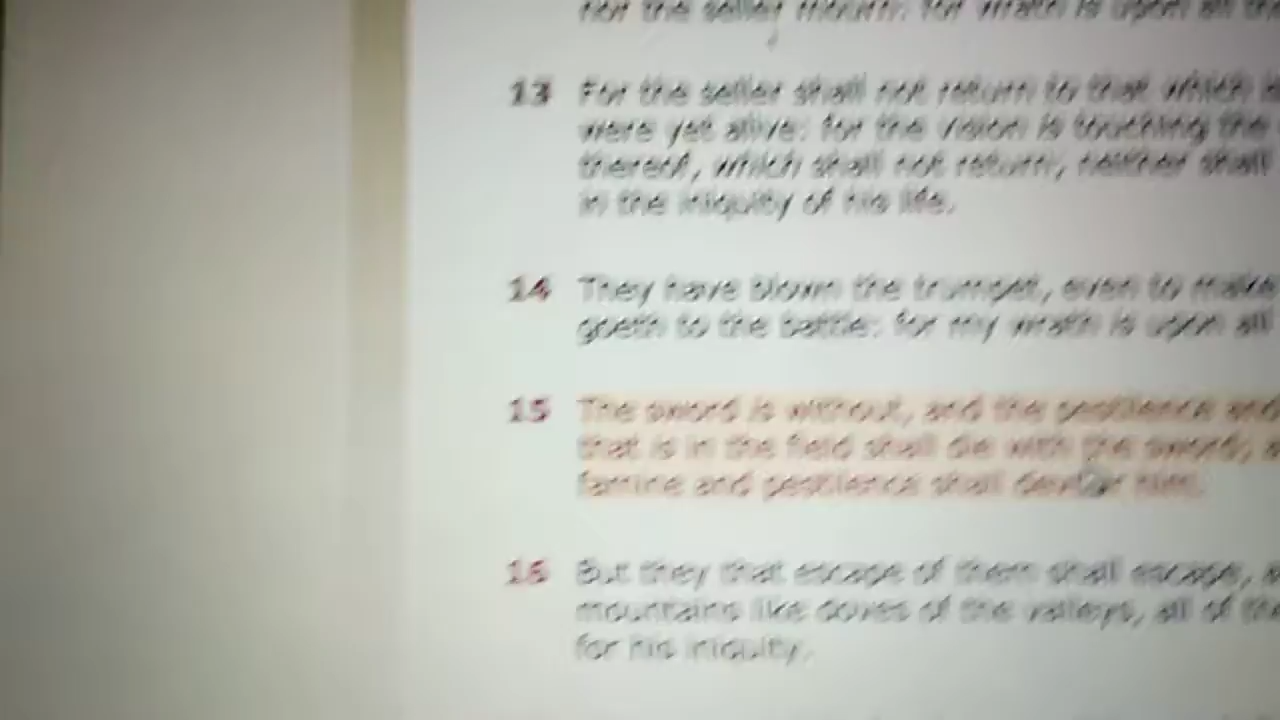 not the seller mourn: for wrath is upon all the
13 For the seller shall not return to that which is
were yet alive: for the vision is touching the
thereof, which shall not return; neither shall
in the iniquity of his life.
14 They have blown the trumpet, even to make
goeth to the battle: for my wrath is upon all
15 The sword is without, and the pestilence and
that is in the field shall die with the sword;
famine and pestilence shall devour him.
16 But they that escape of them shall escape,
mountains like doves of the valleys, all of the
for his iniquity.